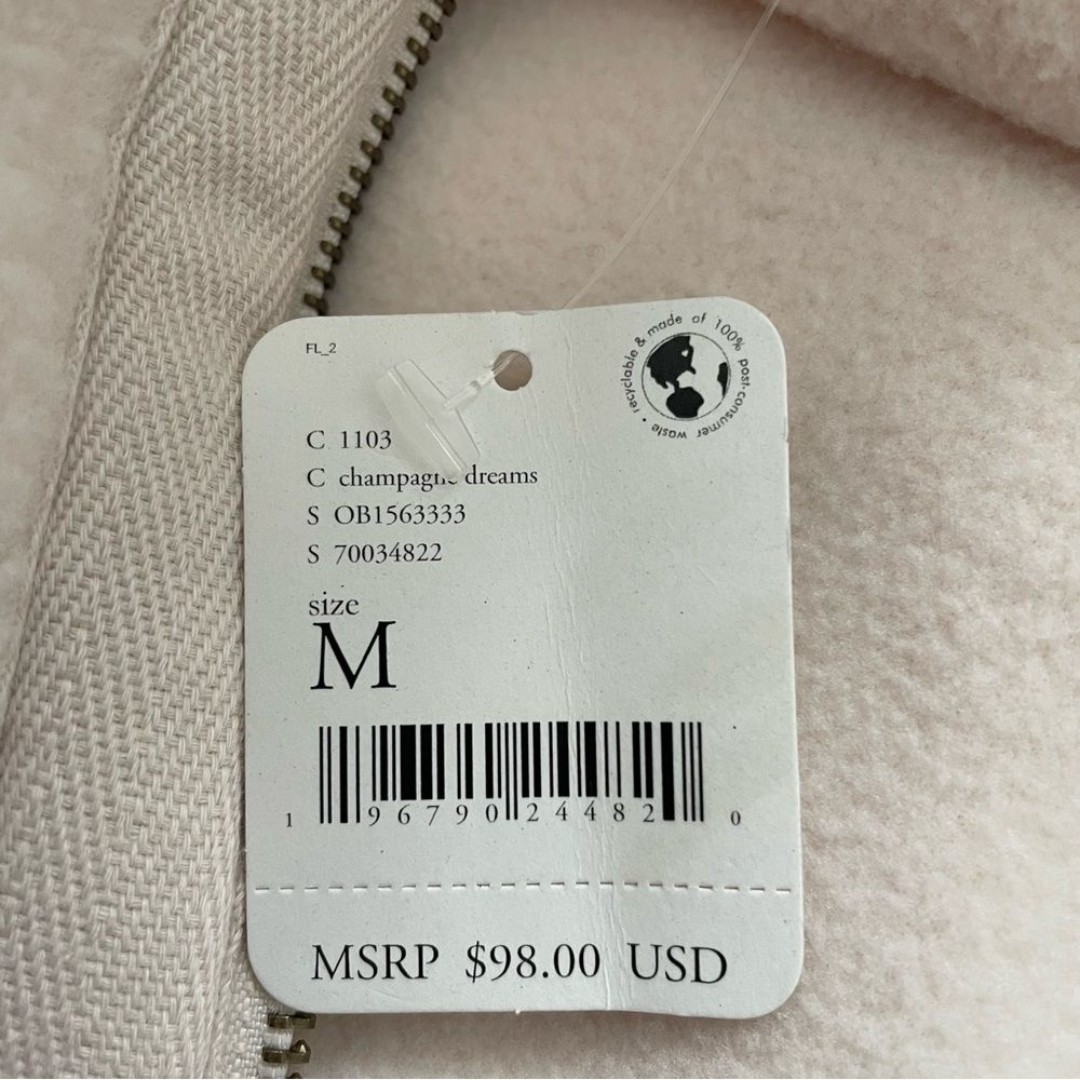 FL_2
• recyclable & made of 100% post-consumer waste
C 1103
C champagne dreams
S OB1563333
S 70034822
size
M
1 96790 24482 0
MSRP $98.00 USD